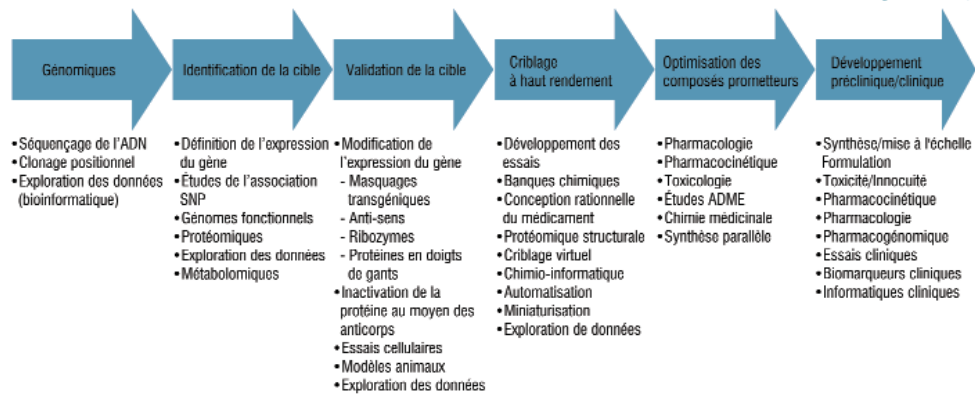 Génomiques
Identification de la cible
Validation de la cible
Criblage
à haut rendement
Optimisation des
composés prometteurs
Développement
préclinique/clinique
•Séquençage de l'ADN
•Clonage positionnel
•Exploration des données
(bioinformatique)
•Définition de l'expression
du gène
•Études de l'association
SNP
•Génomes fonctionnels
•Protéomiques
•Exploration des données
•Métabolomiques
•Modification de
l'expression du gène
- Masquages
transgéniques
- Anti-sens
- Ribozymes
- Protéines en doigts
de gants
•Inactivation de la
protéine au moyen des
anticorps
•Essais cellulaires
•Modèles animaux
•Exploration des données
•Développement des
essais
•Banques chimiques
•Conception rationnelle
du médicament
•Protéomique structurale
•Criblage virtuel
•Chimio-informatique
•Automatisation
•Miniaturisation
•Exploration de données
•Pharmacologie
•Pharmacocinétique
•Toxicologie
•Études ADME
•Chimie médicinale
•Synthèse parallèle
•Synthèse/mise à l'échelle
Formulation
•Toxicité/Innocuité
•Pharmacocinétique
•Pharmacologie
•Pharmacogénomique
•Essais cliniques
•Biomarqueurs cliniques
•Informatiques cliniques